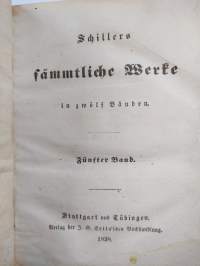 Schillers
sämmtliche Werke
in zwölf Bänden.
Fünfter Band.
Stuttgart und Tübingen.
Verlag der J. G. Cotta'schen Buchhandlung.
1838.